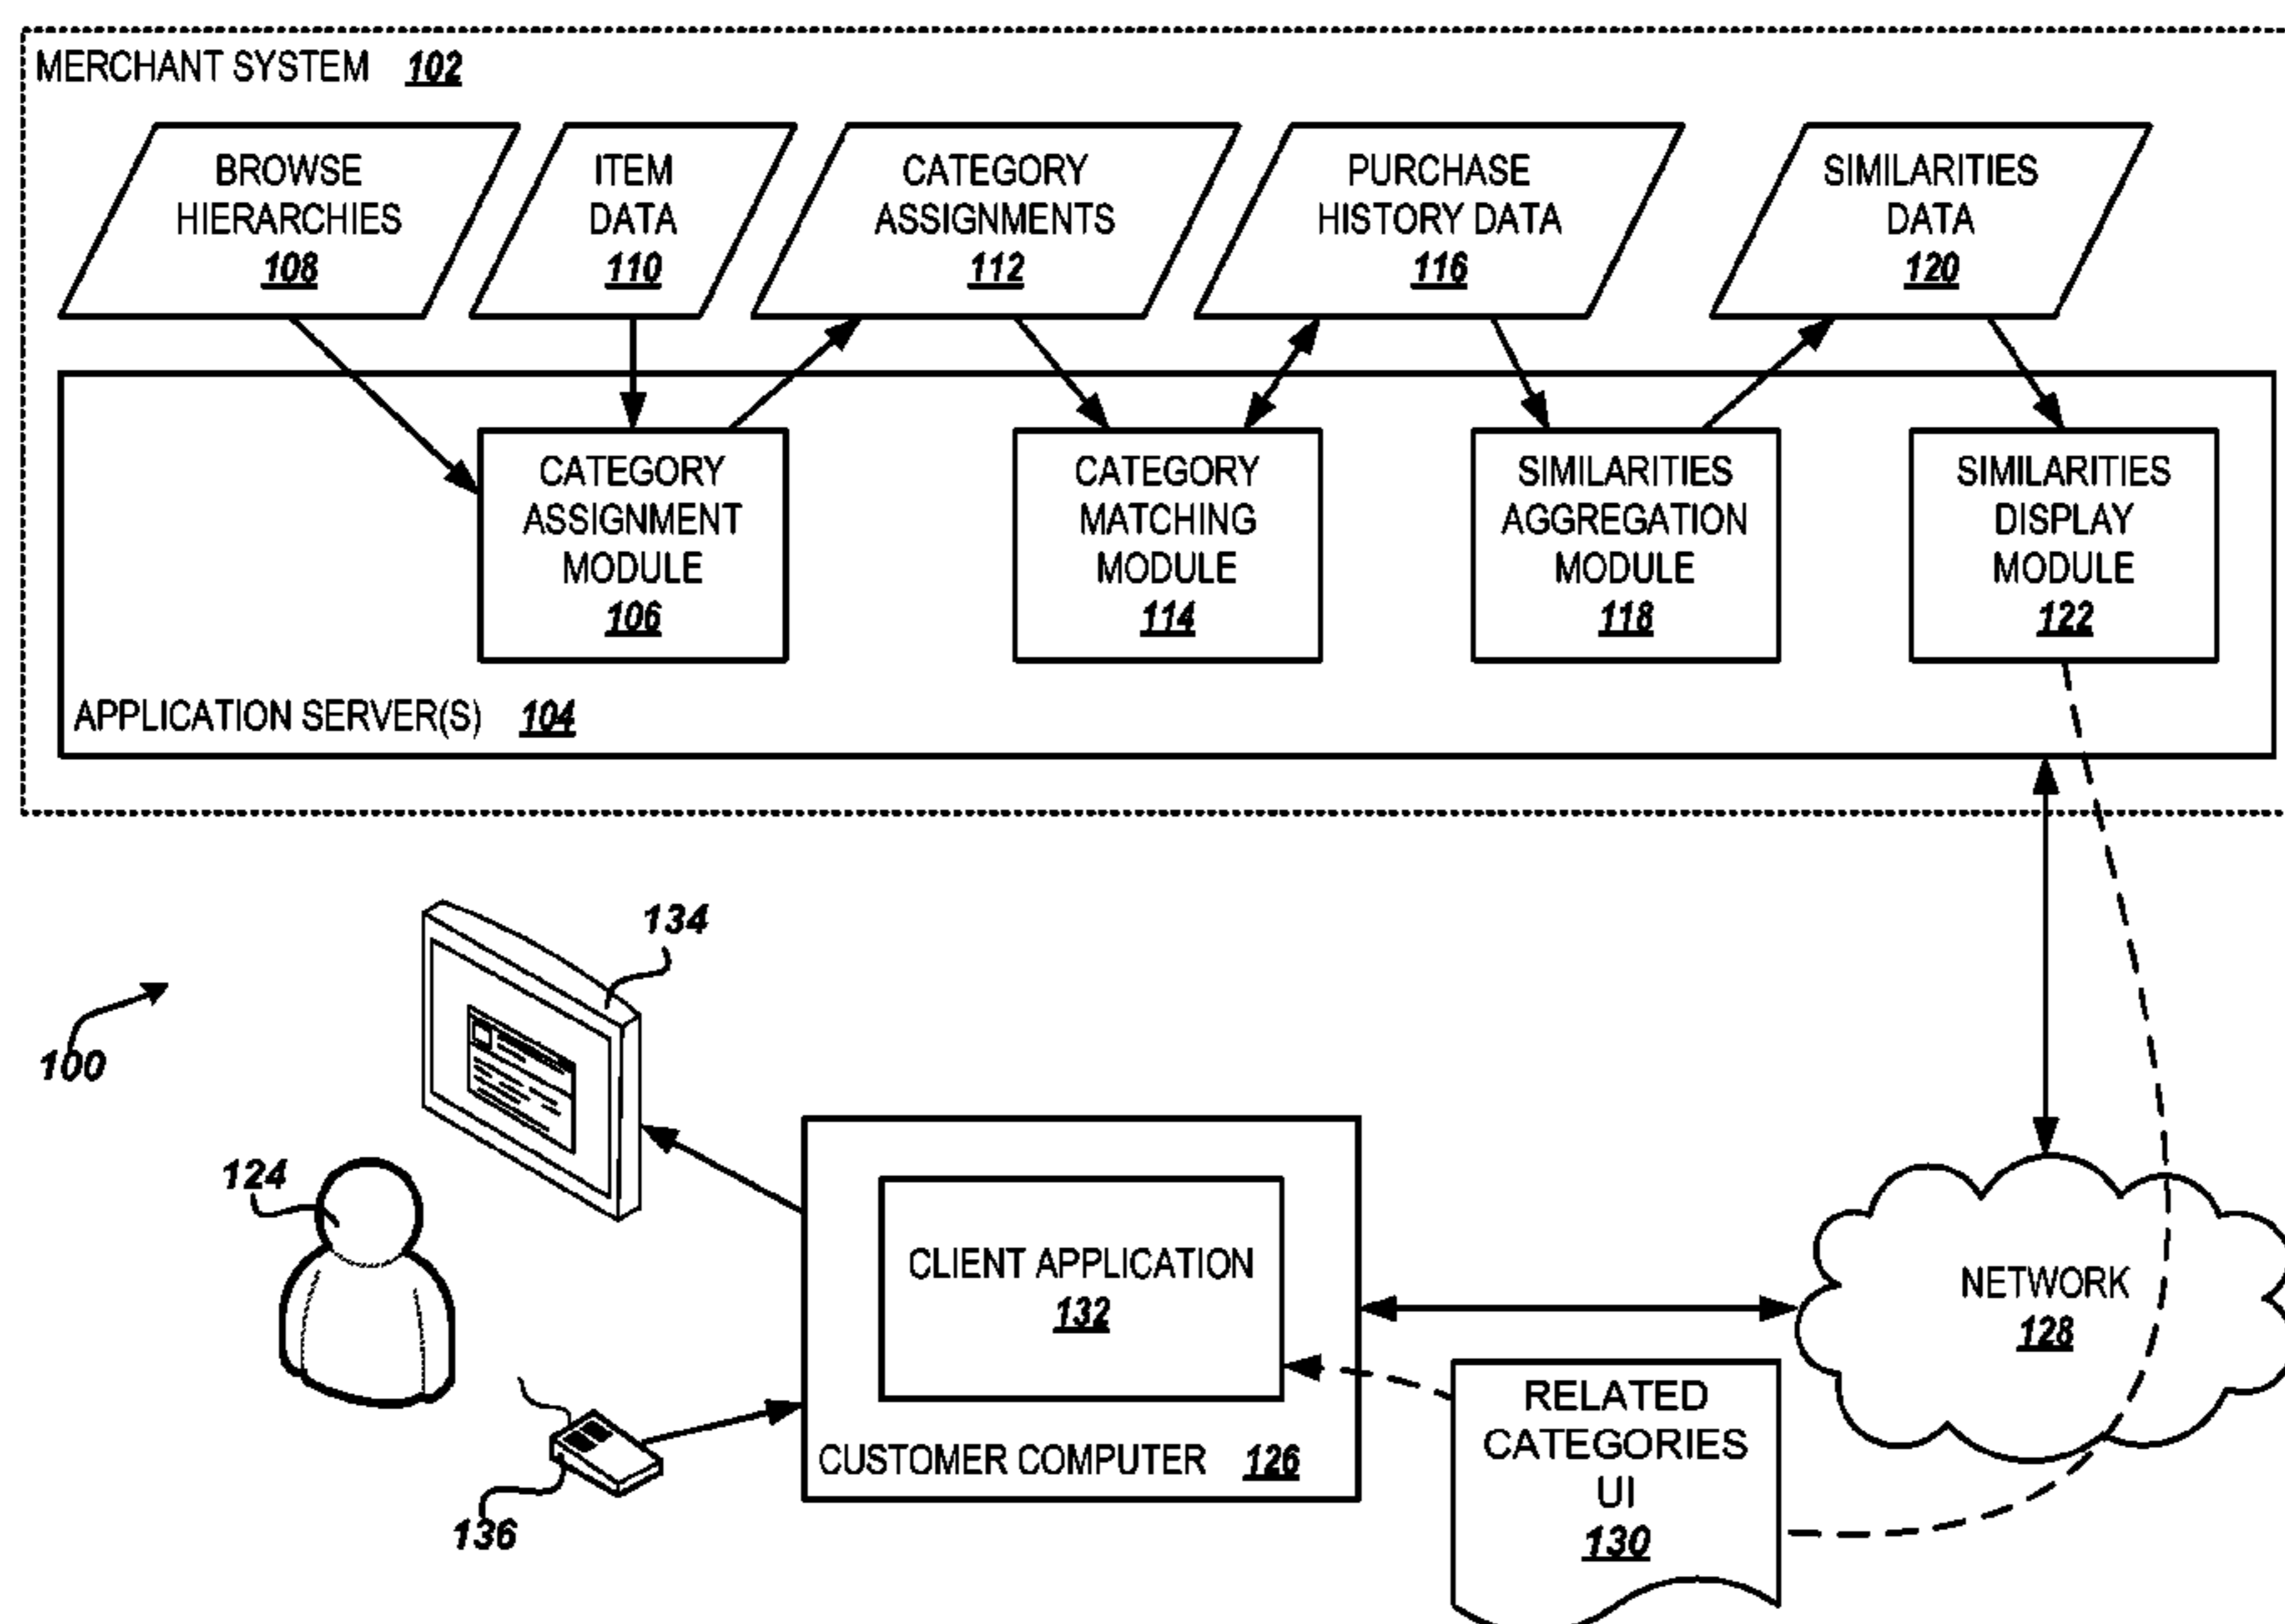 MERCHANT SYSTEM 102
BROWSE
HIERARCHIES
108
ITEM
DATA
110
CATEGORY
ASSIGNMENTS
112
PURCHASE
HISTORY DATA
116
SIMILARITIES
DATA
120
CATEGORY
ASSIGNMENT
MODULE
106
CATEGORY
MATCHING
MODULE
114
SIMILARITIES
AGGREGATION
MODULE
118
SIMILARITIES
DISPLAY
MODULE
122
APPLICATION SERVER(S) 104
134
100
124
CLIENT APPLICATION
132
NETWORK
128
CUSTOMER COMPUTER 126
RELATED
CATEGORIES
UI
130
136